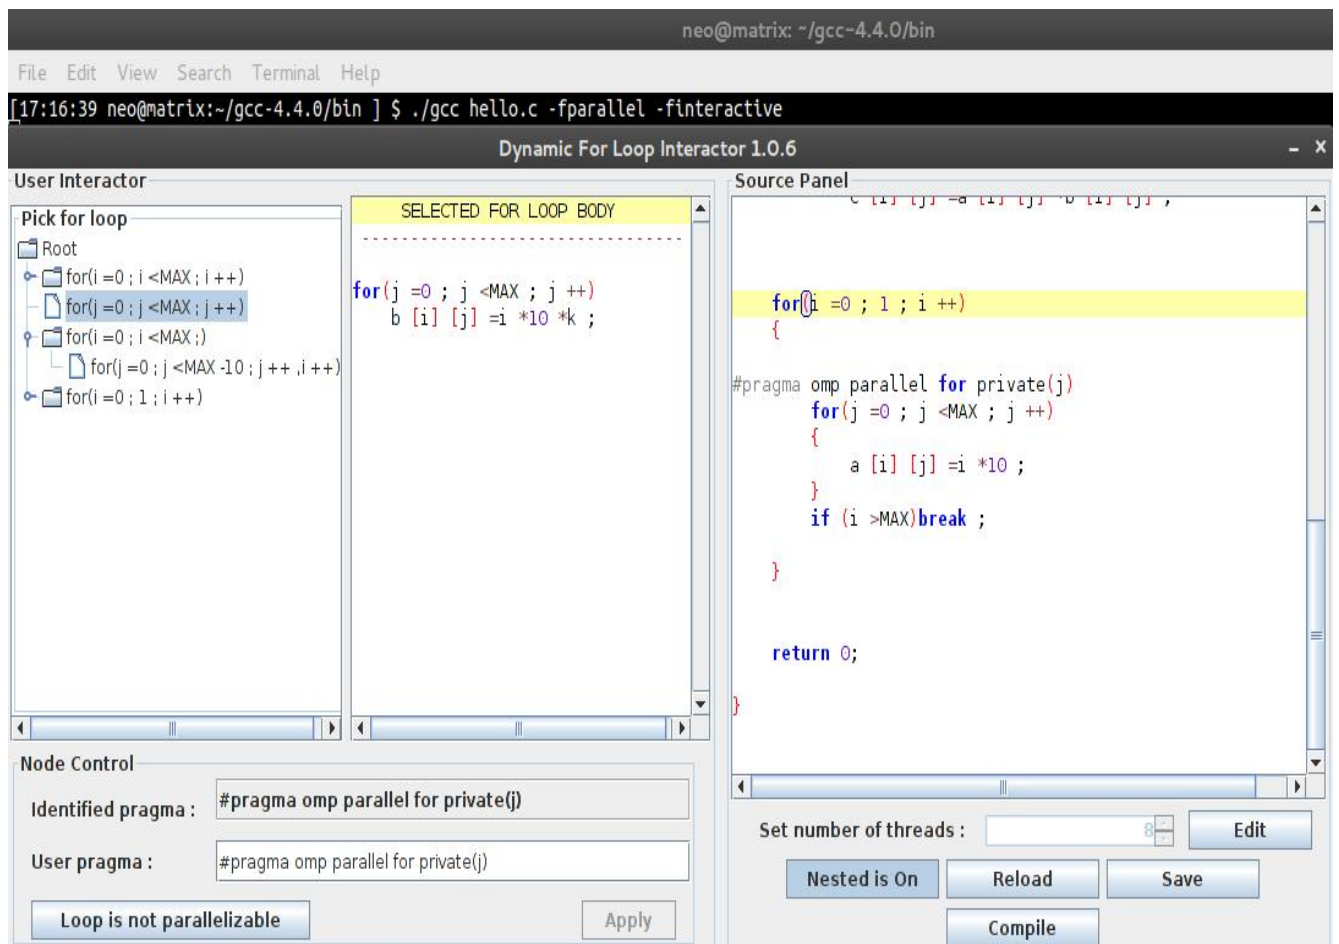 neo@matrix: ~/gcc-4.4.0/bin
File Edit View Search Terminal Help
[17:16:39 neo@matrix:~/gcc-4.4.0/bin ] $ ./gcc hello.c -fparallel -finteractive
Dynamic For Loop Interactor 1.0.6
User Interactor
Pick for loop
Root
for(i =0 ; i <MAX ; i ++)
for(j =0 ; j <MAX ; j ++)
for(i =0 ; i <MAX ;)
for(j =0 ; j <MAX -10 ; j ++ ,i ++)
for(i =0 ; 1 ; i ++)
SELECTED FOR LOOP BODY
---------------------------------
for(j =0 ; j <MAX ; j ++)
b [i] [j] =i *10 *k ;
Source Panel
c [i] [j] =a [i] [j] *b [i] [j] ;
for(i =0 ; 1 ; i ++)
{
#pragma omp parallel for private(j)
for(j =0 ; j <MAX ; j ++)
{
a [i] [j] =i *10 ;
}
if (i >MAX)break ;
}
return 0;
}
Node Control
Identified pragma :
#pragma omp parallel for private(j)
User pragma :
#pragma omp parallel for private(j)
Loop is not parallelizable
Apply
Set number of threads :
8
Edit
Nested is On
Reload
Save
Compile